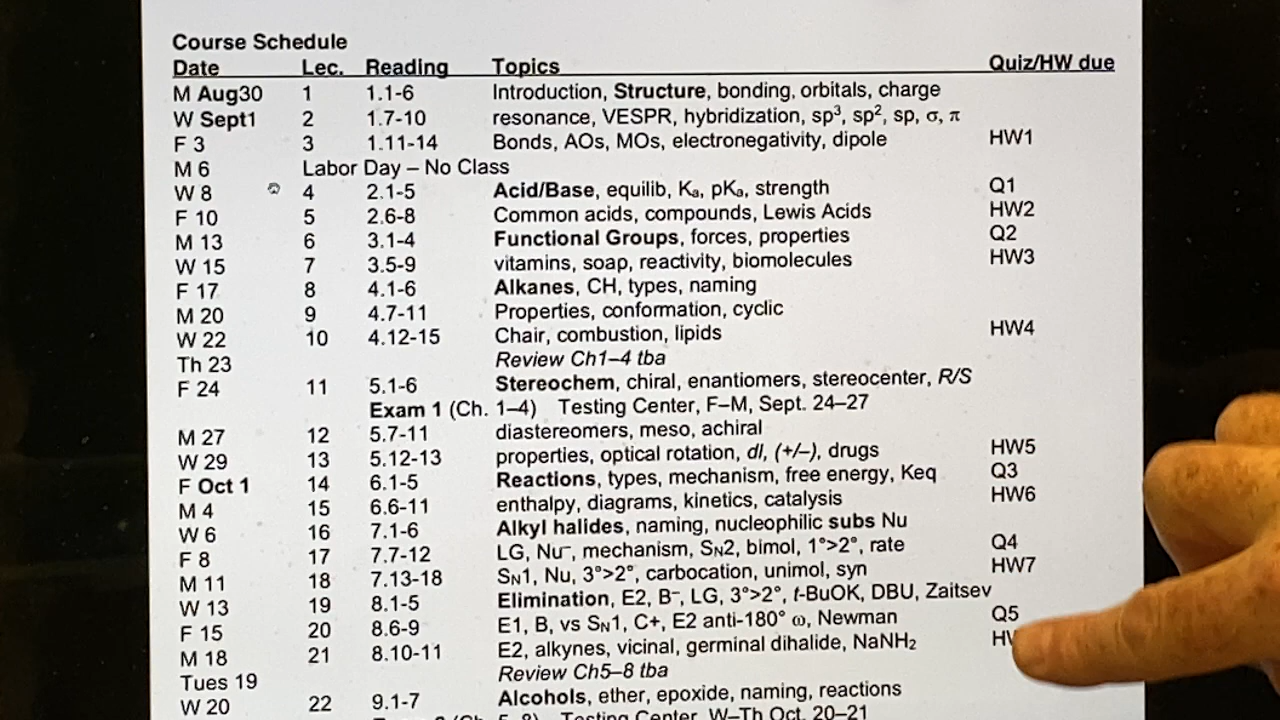 Course Schedule
Date Lec. Reading Topics Quiz/HW due
M Aug30 1 1.1-6 Introduction, Structure, bonding, orbitals, charge
W Sept1 2 1.7-10 resonance, VESPR, hybridization, sp³, sp², sp, σ, π
F 3 3 1.11-14 Bonds, AOs, MOs, electronegativity, dipole HW1
M 6 Labor Day – No Class
W 8 4 2.1-5 Acid/Base, equilib, Kₐ, pKₐ, strength Q1
F 10 5 2.6-8 Common acids, compounds, Lewis Acids HW2
M 13 6 3.1-4 Functional Groups, forces, properties Q2
W 15 7 3.5-9 vitamins, soap, reactivity, biomolecules HW3
F 17 8 4.1-6 Alkanes, CH, types, naming
M 20 9 4.7-11 Properties, conformation, cyclic
W 22 10 4.12-15 Chair, combustion, lipids HW4
Th 23 Review Ch1–4 tba
F 24 11 5.1-6 Stereochem, chiral, enantiomers, stereocenter, R/S
Exam 1 (Ch. 1–4) Testing Center, F–M, Sept. 24–27
M 27 12 5.7-11 diastereomers, meso, achiral
W 29 13 5.12-13 properties, optical rotation, dl, (+/–), drugs HW5
F Oct 1 14 6.1-5 Reactions, types, mechanism, free energy, Keq Q3
M 4 15 6.6-11 enthalpy, diagrams, kinetics, catalysis HW6
W 6 16 7.1-6 Alkyl halides, naming, nucleophilic subs Nu
F 8 17 7.7-12 LG, Nu⁻, mechanism, SN2, bimol, 1°>2°, rate Q4
M 11 18 7.13-18 SN1, Nu, 3°>2°, carbocation, unimol, syn HW7
W 13 19 8.1-5 Elimination, E2, B⁻, LG, 3°>2°, t-BuOK, DBU, Zaitsev
F 15 20 8.6-9 E1, B, vs SN1, C+, E2 anti-180° ω, Newman Q5
M 18 21 8.10-11 E2, alkynes, vicinal, germinal dihalide, NaNH₂
Tues 19 Review Ch5–8 tba
W 20 22 9.1-7 Alcohols, ether, epoxide, naming, reactions
Testing Center, W–Th Oct. 20–21